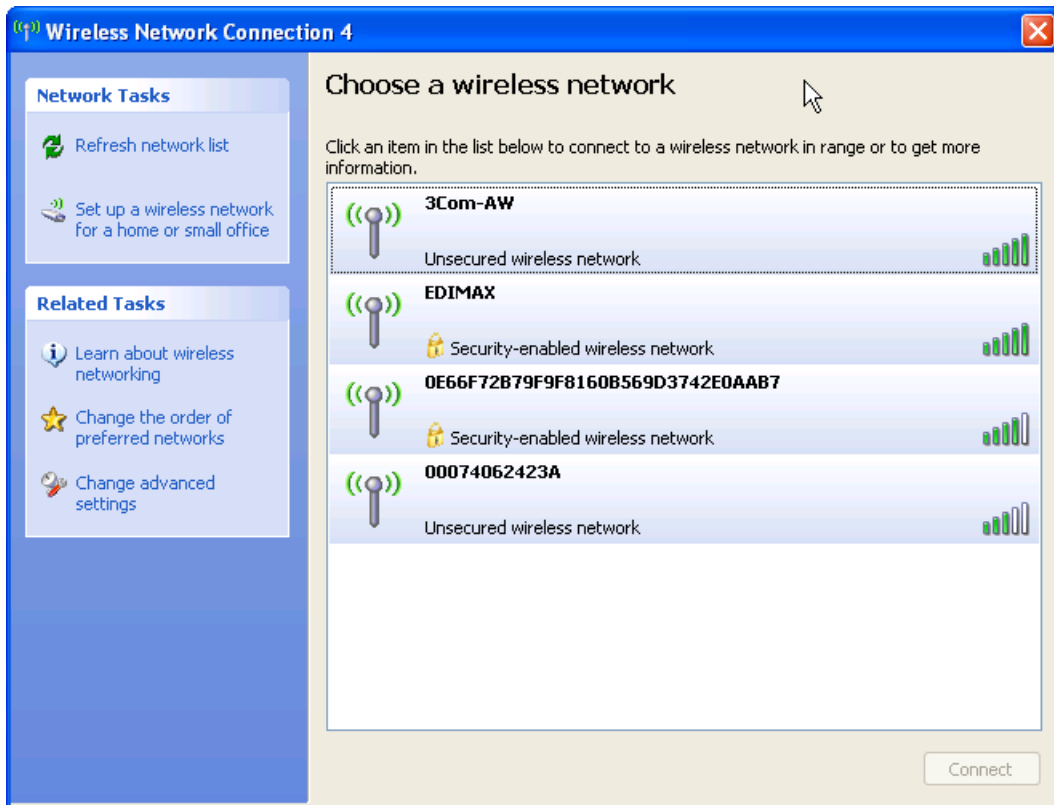 Wireless Network Connection 4
Network Tasks
Refresh network list
Set up a wireless network
for a home or small office
Related Tasks
Learn about wireless
networking
Change the order of
preferred networks
Change advanced
settings
Choose a wireless network
Click an item in the list below to connect to a wireless network in range or to get more
information.
3Com-AW
Unsecured wireless network
EDIMAX
Security-enabled wireless network
0E66F72B79F9F8160B569D3742E0AAB7
Security-enabled wireless network
00074062423A
Unsecured wireless network
Connect